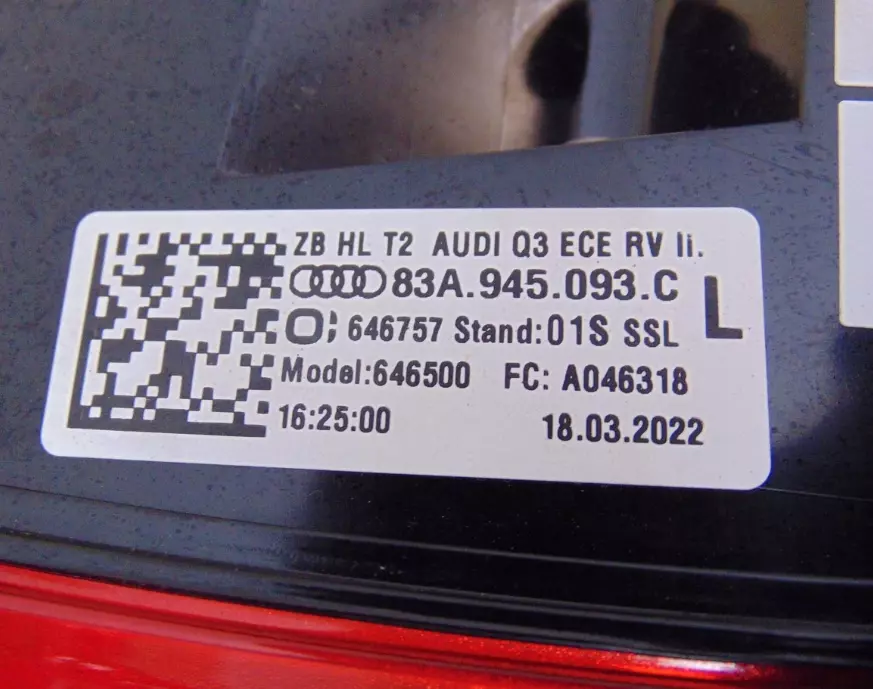 ZB HL T2 AUDI Q3 ECE RV li.
83A.945.093.C
L
646757 Stand:01S SSL
Model:646500 FC: A046318
16:25:00 18.03.2022